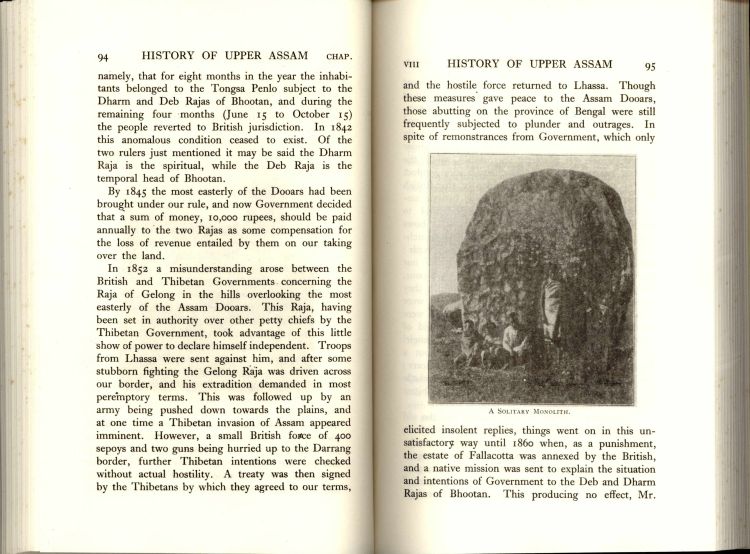 94 HISTORY OF UPPER ASSAM CHAP.
namely, that for eight months in the year the inhabi-
tants belonged to the Tongsa Penlo subject to the
Dharm and Deb Rajas of Bhootan, and during the
remaining four months (June 15 to October 15)
the people reverted to British jurisdiction. In 1842
this anomalous condition ceased to exist. Of the
two rulers just mentioned it may be said the Dharm
Raja is the spiritual, while the Deb Raja is the
temporal head of Bhootan.
By 1845 the most easterly of the Dooars had been
brought under our rule, and now Government decided
that a sum of money, 10,000 rupees, should be paid
annually to the two Rajas as some compensation for
the loss of revenue entailed by them on our taking
over the land.
In 1852 a misunderstanding arose between the
British and Thibetan Governments concerning the
Raja of Gelong in the hills overlooking the most
easterly of the Assam Dooars. This Raja, having
been set in authority over other petty chiefs by the
Thibetan Government, took advantage of this little
show of power to declare himself independent. Troops
from Lhassa were sent against him, and after some
stubborn fighting the Gelong Raja was driven across
our border, and his extradition demanded in most
peremptory terms. This was followed up by an
army being pushed down towards the plains, and
at one time a Thibetan invasion of Assam appeared
imminent. However, a small British force of 400
sepoys and two guns being hurried up to the Darrang
border, further Thibetan intentions were checked
without actual hostility. A treaty was then signed
by the Thibetans by which they agreed to our terms,
VIII HISTORY OF UPPER ASSAM 95
and the hostile force returned to Lhassa. Though
these measures gave peace to the Assam Dooars,
those abutting on the province of Bengal were still
frequently subjected to plunder and outrages. In
spite of remonstrances from Government, which only
A SOLITARY MONOLITH.
elicited insolent replies, things went on in this un-
satisfactory way until 1860 when, as a punishment,
the estate of Fallacotta was annexed by the British,
and a native mission was sent to explain the situation
and intentions of Government to the Deb and Dharm
Rajas of Bhootan. This producing no effect, Mr.